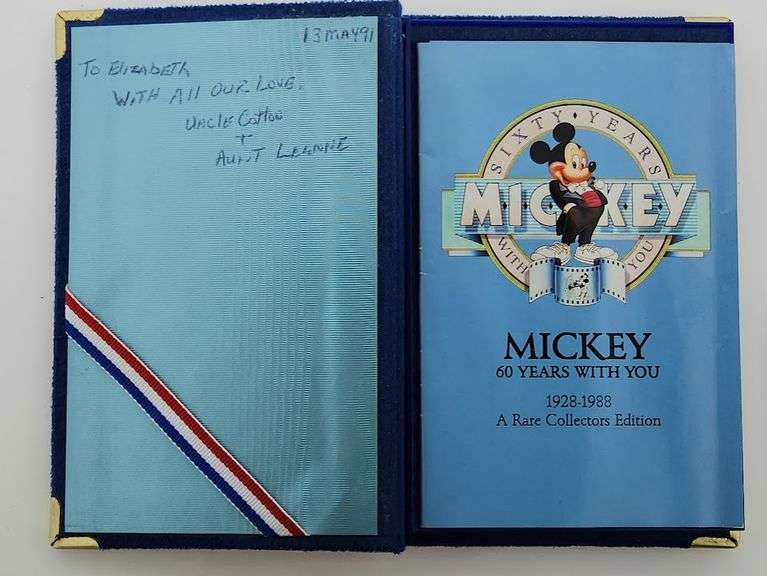 13 MAY 91
TO ELIZABETH
WITH All OUR LOVE,
UNCLE Cotton
+
AUNT LEANNE
SIXTY · YEARS
MICKEY
WITH YOU
MICKEY
60 YEARS WITH YOU
1928-1988
A Rare Collectors Edition